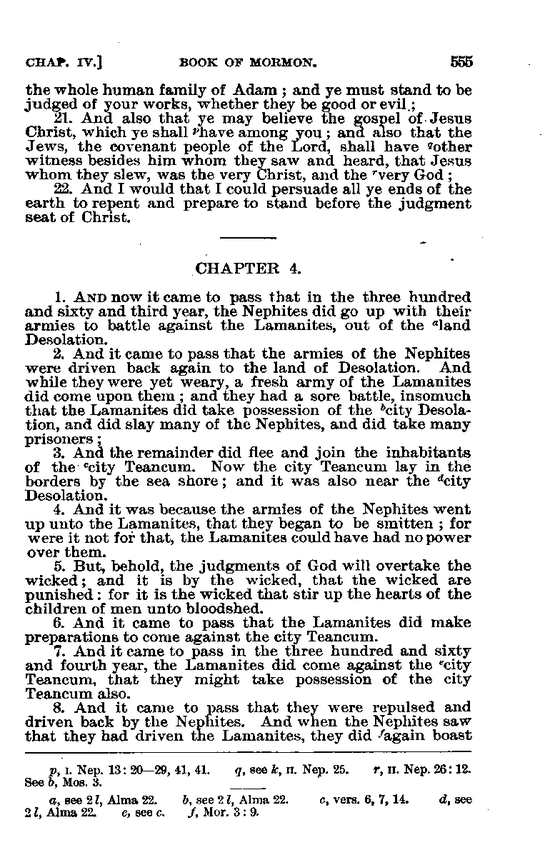 CHAP. IV.] BOOK OF MORMON. 555
the whole human family of Adam ; and ye must stand to be
judged of your works, whether they be good or evil ;
21. And also that ye may believe the gospel of Jesus
Christ, which ye shall ᵖhave among you ; and also that the
Jews, the covenant people of the Lord, shall have ᑫother
witness besides him whom they saw and heard, that Jesus
whom they slew, was the very Christ, and the ʳvery God ;
22. And I would that I could persuade all ye ends of the
earth to repent and prepare to stand before the judgment
seat of Christ.
CHAPTER 4.
1. AND now it came to pass that in the three hundred
and sixty and third year, the Nephites did go up with their
armies to battle against the Lamanites, out of the ᵃland
Desolation.
2. And it came to pass that the armies of the Nephites
were driven back again to the land of Desolation. And
while they were yet weary, a fresh army of the Lamanites
did come upon them ; and they had a sore battle, insomuch
that the Lamanites did take possession of the ᵇcity Desola-
tion, and did slay many of the Nephites, and did take many
prisoners ;
3. And the remainder did flee and join the inhabitants
of the ᶜcity Teancum. Now the city Teancum lay in the
borders by the sea shore ; and it was also near the ᵈcity
Desolation.
4. And it was because the armies of the Nephites went
up unto the Lamanites, that they began to be smitten ; for
were it not for that, the Lamanites could have had no power
over them.
5. But, behold, the judgments of God will overtake the
wicked ; and it is by the wicked, that the wicked are
punished : for it is the wicked that stir up the hearts of the
children of men unto bloodshed.
6. And it came to pass that the Lamanites did make
preparations to come against the city Teancum.
7. And it came to pass in the three hundred and sixty
and fourth year, the Lamanites did come against the ᵉcity
Teancum, that they might take possession of the city
Teancum also.
8. And it came to pass that they were repulsed and
driven back by the Nephites. And when the Nephites saw
that they had driven the Lamanites, they did ᶠagain boast
p, I. Nep. 13 : 20—29, 41, 41. q, see k, II. Nep. 25. r, II. Nep. 26 : 12.
See b, Mos. 3.
a, see 2 l, Alma 22. b, see 2 l, Alma 22. c, vers. 6, 7, 14. d, see
2 l, Alma 22. e, see c. f, Mor. 3 : 9.